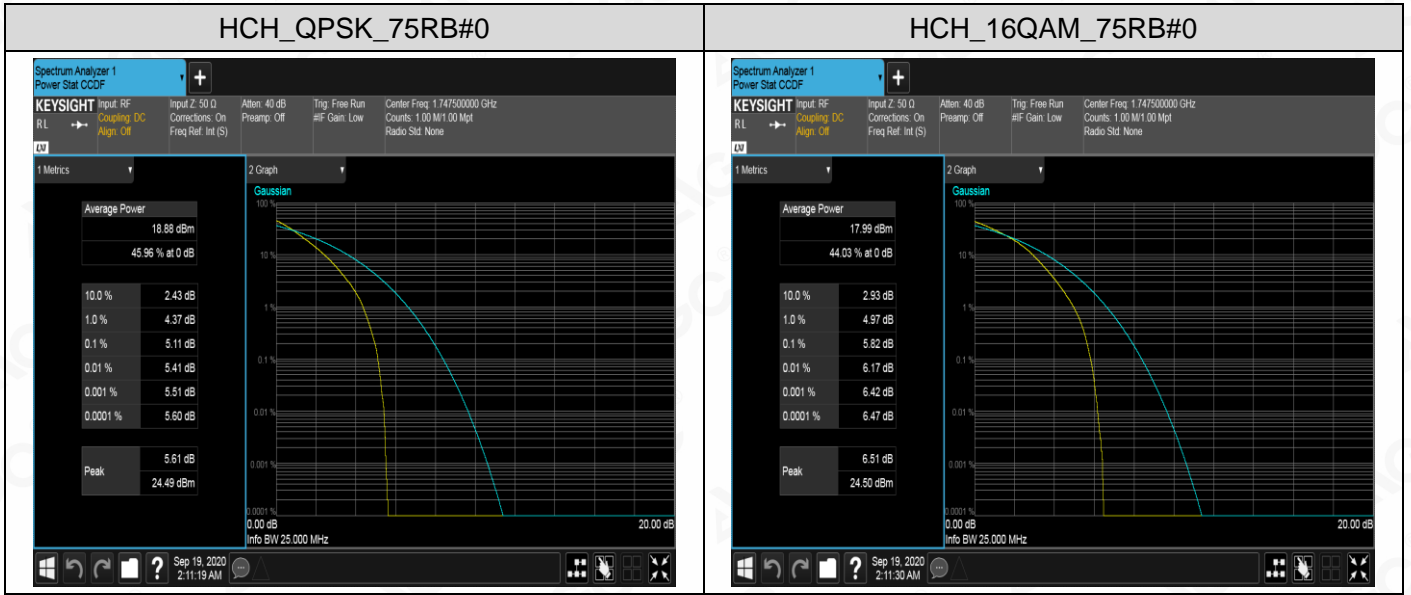 HCH_QPSK_75RB#0
Spectrum Analyzer 1
Power Stat CCDF
KEYSIGHT
RL
LXI
Input: RF
Coupling: DC
Align: Off
Input Z: 50 Ω
Corrections: On
Freq Ref: Int (S)
Atten: 40 dB
Preamp: Off
Trig: Free Run
#IF Gain: Low
Center Freq: 1.747500000 GHz
Counts: 1.00 M/1.00 Mpt
Radio Std: None
1 Metrics
Average Power
18.88 dBm
45.96 % at 0 dB
10.0 % 2.43 dB
1.0 % 4.37 dB
0.1 % 5.11 dB
0.01 % 5.41 dB
0.001 % 5.51 dB
0.0001 % 5.60 dB
Peak
5.61 dB
24.49 dBm
2 Graph
Gaussian
100 %
10 %
1 %
0.1 %
0.01 %
0.001 %
0.0001 %
0.00 dB 20.00 dB
Info BW 25.000 MHz
Sep 19, 2020
2:11:19 AM
HCH_16QAM_75RB#0
Spectrum Analyzer 1
Power Stat CCDF
KEYSIGHT
RL
LXI
Input: RF
Coupling: DC
Align: Off
Input Z: 50 Ω
Corrections: On
Freq Ref: Int (S)
Atten: 40 dB
Preamp: Off
Trig: Free Run
#IF Gain: Low
Center Freq: 1.747500000 GHz
Counts: 1.00 M/1.00 Mpt
Radio Std: None
1 Metrics
Average Power
17.99 dBm
44.03 % at 0 dB
10.0 % 2.93 dB
1.0 % 4.97 dB
0.1 % 5.82 dB
0.01 % 6.17 dB
0.001 % 6.42 dB
0.0001 % 6.47 dB
Peak
6.51 dB
24.50 dBm
2 Graph
Gaussian
100 %
10 %
1 %
0.1 %
0.01 %
0.001 %
0.0001 %
0.00 dB 20.00 dB
Info BW 25.000 MHz
Sep 19, 2020
2:11:30 AM